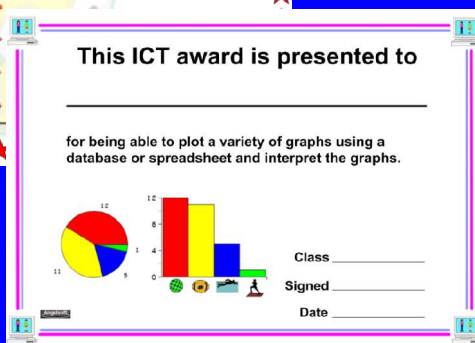 This ICT award is presented to
for being able to plot a variety of graphs using a
database or spreadsheet and interpret the graphs.
12
1
5
11
12
8
4
0
Class
Signed
Date